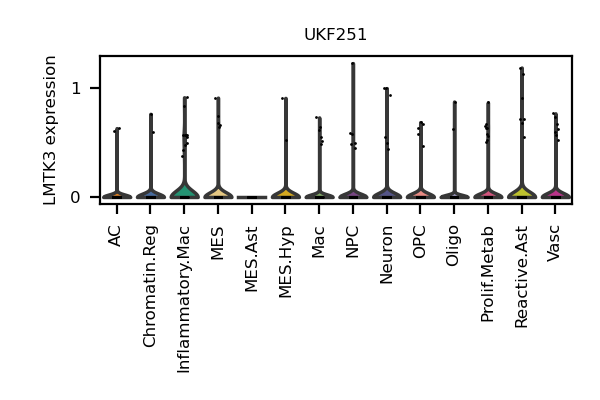 UKF251
LMTK3 expression
1
0
AC
Chromatin.Reg
Inflammatory.Mac
MES
MES.Ast
MES.Hyp
Mac
NPC
Neuron
OPC
Oligo
Prolif.Metab
Reactive.Ast
Vasc